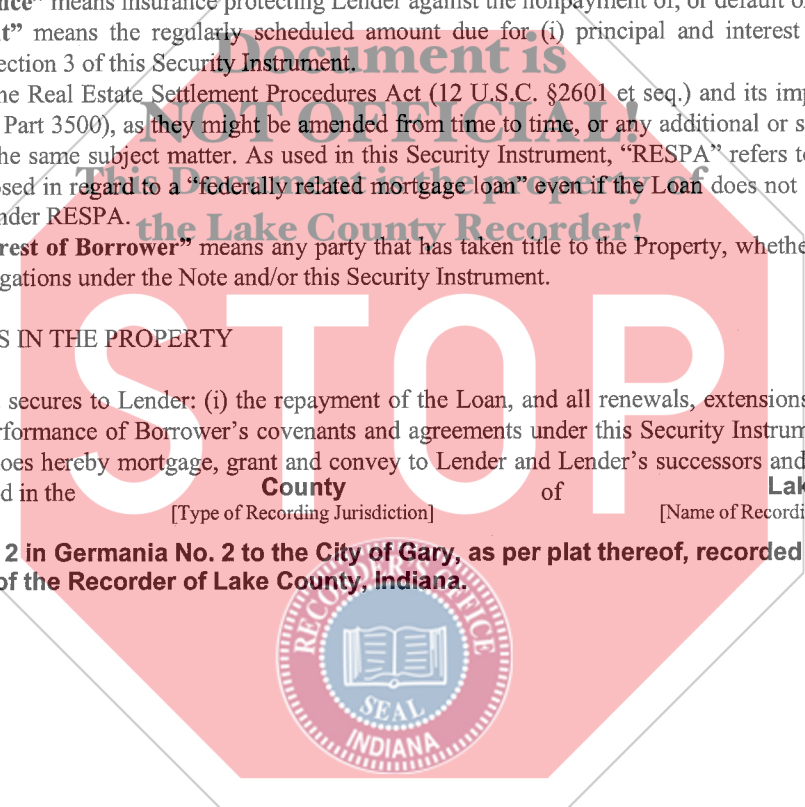 nce” means insurance protecting Lender against the nonpayment of, or default o
t” means the regularly scheduled amount due for (i) principal and interest
ection 3 of this Security Instrument.
he Real Estate Settlement Procedures Act (12 U.S.C. §2601 et seq.) and its imp
Part 3500), as they might be amended from time to time, or any additional or s
he same subject matter. As used in this Security Instrument, “RESPA” refers to
osed in regard to a “federally related mortgage loan” even if the Loan does not
nder RESPA.
rest of Borrower” means any party that has taken title to the Property, whethe
gations under the Note and/or this Security Instrument.
S IN THE PROPERTY
secures to Lender: (i) the repayment of the Loan, and all renewals, extensions
rformance of Borrower’s covenants and agreements under this Security Instrum
oes hereby mortgage, grant and convey to Lender and Lender’s successors and
d in the County of Lak
[Type of Recording Jurisdiction] [Name of Recordi
2 in Germania No. 2 to the City of Gary, as per plat thereof, recorded
of the Recorder of Lake County, Indiana.
Document is
NOT OFFICIAL!
This Document is the property of
the Lake County Recorder!
STOP
RECORDER'S OFFICE
SEAL
INDIANA